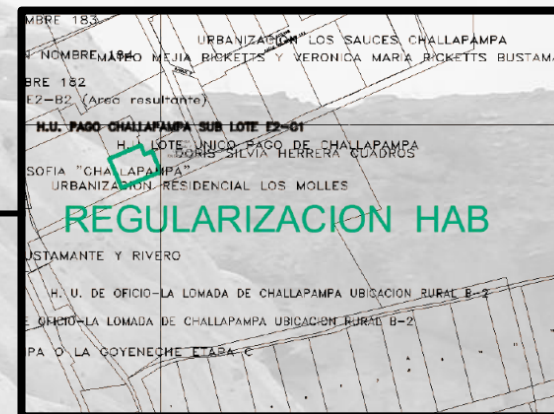 MBRE 183
URBANIZACION LOS SAUCES CHALLAPAMPA
N NOMBRE 184
MATEO MEJIA RICKETTS Y VERONICA MARIA RICKETTS BUSTAMA
BRE 182
E2-B2 (Area resultante)
H.U. PAGO CHALLAPAMPA SUB LOTE E2-01
H. LOTE UNICO PAGO DE CHALLAPAMPA
DORIS SILVIA HERRERA CUADROS
SOFIA "CHALLAPAMPA"
URBANIZACION RESIDENCIAL LOS MOLLES
REGULARIZACION HAB
USTAMANTE Y RIVERO
H. U. DE OFICIO-LA LOMADA DE CHALLAPAMPA UBICACION RURAL B-2
OFICIO-LA LOMADA DE CHALLAPAMPA UBICACION RURAL B-2
PA O LA GOYENECHE ETAPA C